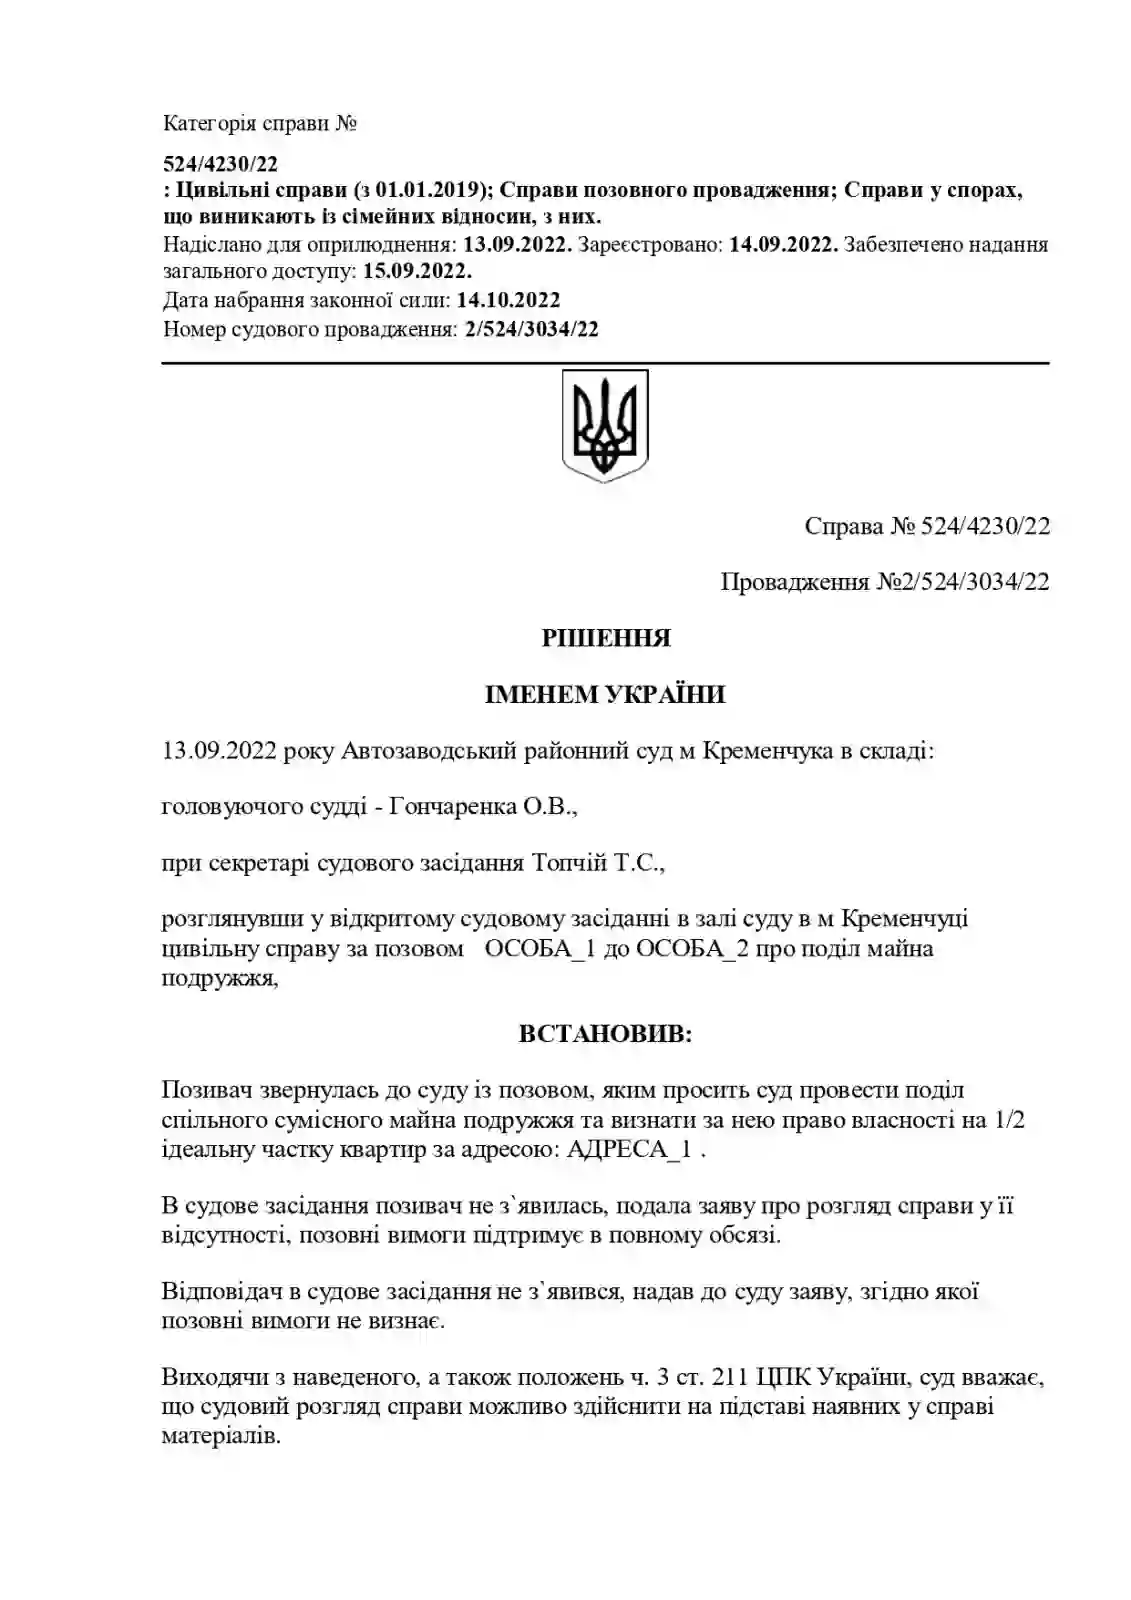 Категорія справи №
524/4230/22
: Цивільні справи (з 01.01.2019); Справи позовного провадження; Справи у спорах,
що виникають із сімейних відносин, з них.
Надіслано для оприлюднення: 13.09.2022. Зареєстровано: 14.09.2022. Забезпечено надання
загального доступу: 15.09.2022.
Дата набрання законної сили: 14.10.2022
Номер судового провадження: 2/524/3034/22
Справа № 524/4230/22
Провадження №2/524/3034/22
РІШЕННЯ
ІМЕНЕМ УКРАЇНИ
13.09.2022 року Автозаводський районний суд м Кременчука в складі:
головуючого судді - Гончаренка О.В.,
при секретарі судового засідання Топчій Т.С.,
розглянувши у відкритому судовому засіданні в залі суду в м Кременчуці
цивільну справу за позовом ОСОБА_1 до ОСОБА_2 про поділ майна
подружжя,
ВСТАНОВИВ:
Позивач звернулась до суду із позовом, яким просить суд провести поділ
спільного сумісного майна подружжя та визнати за нею право власності на 1/2
ідеальну частку квартир за адресою: АДРЕСА_1 .
В судове засідання позивач не з`явилась, подала заяву про розгляд справи у її
відсутності, позовні вимоги підтримує в повному обсязі.
Відповідач в судове засідання не з`явився, надав до суду заяву, згідно якої
позовні вимоги не визнає.
Виходячи з наведеного, а також положень ч. 3 ст. 211 ЦПК України, суд вважає,
що судовий розгляд справи можливо здійснити на підставі наявних у справі
матеріалів.